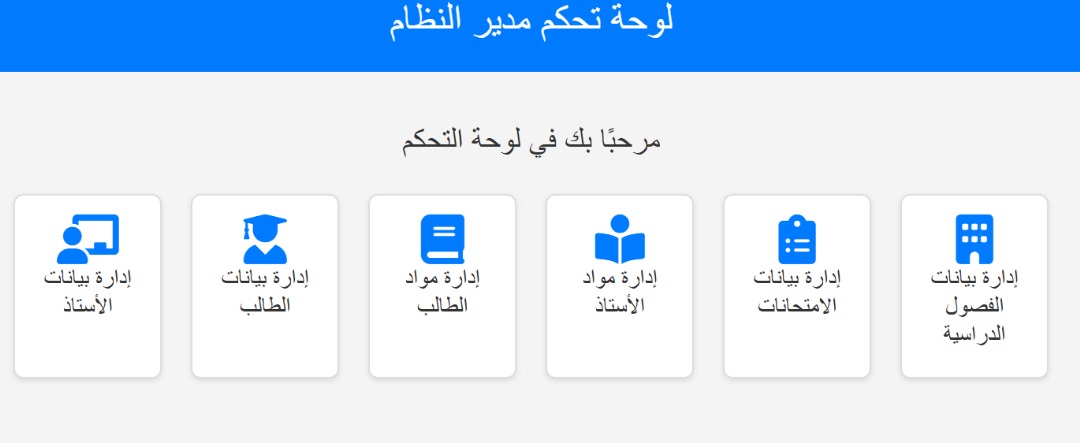 لوحة تحكم مدير النظام
مرحبًا بك في لوحة التحكم
إدارة بيانات
الفصول
الدراسية
إدارة بيانات
الامتحانات
إدارة مواد
الأستاذ
إدارة مواد
الطالب
إدارة بيانات
الطالب
إدارة بيانات
الأستاذ